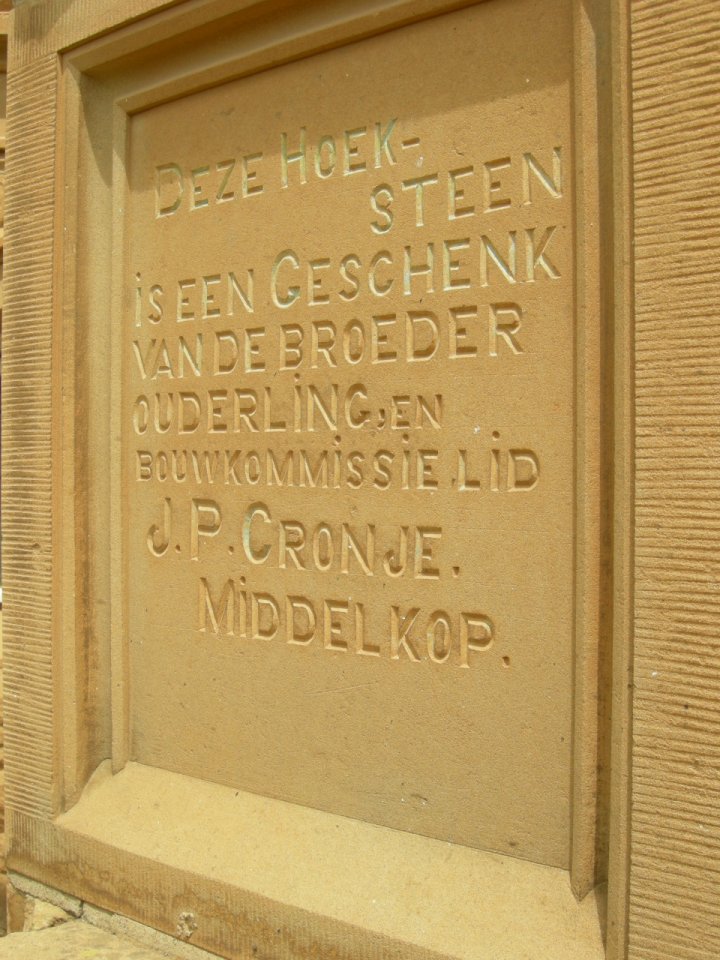 DEZE HOEK-
STEEN
iS EEN GESCHENK
VAN DE BROEDER
OUDERLiNG, EN
BOUWKOMMiSSiE.LiD
J.P. CRONJE.
MiDDELKOP.